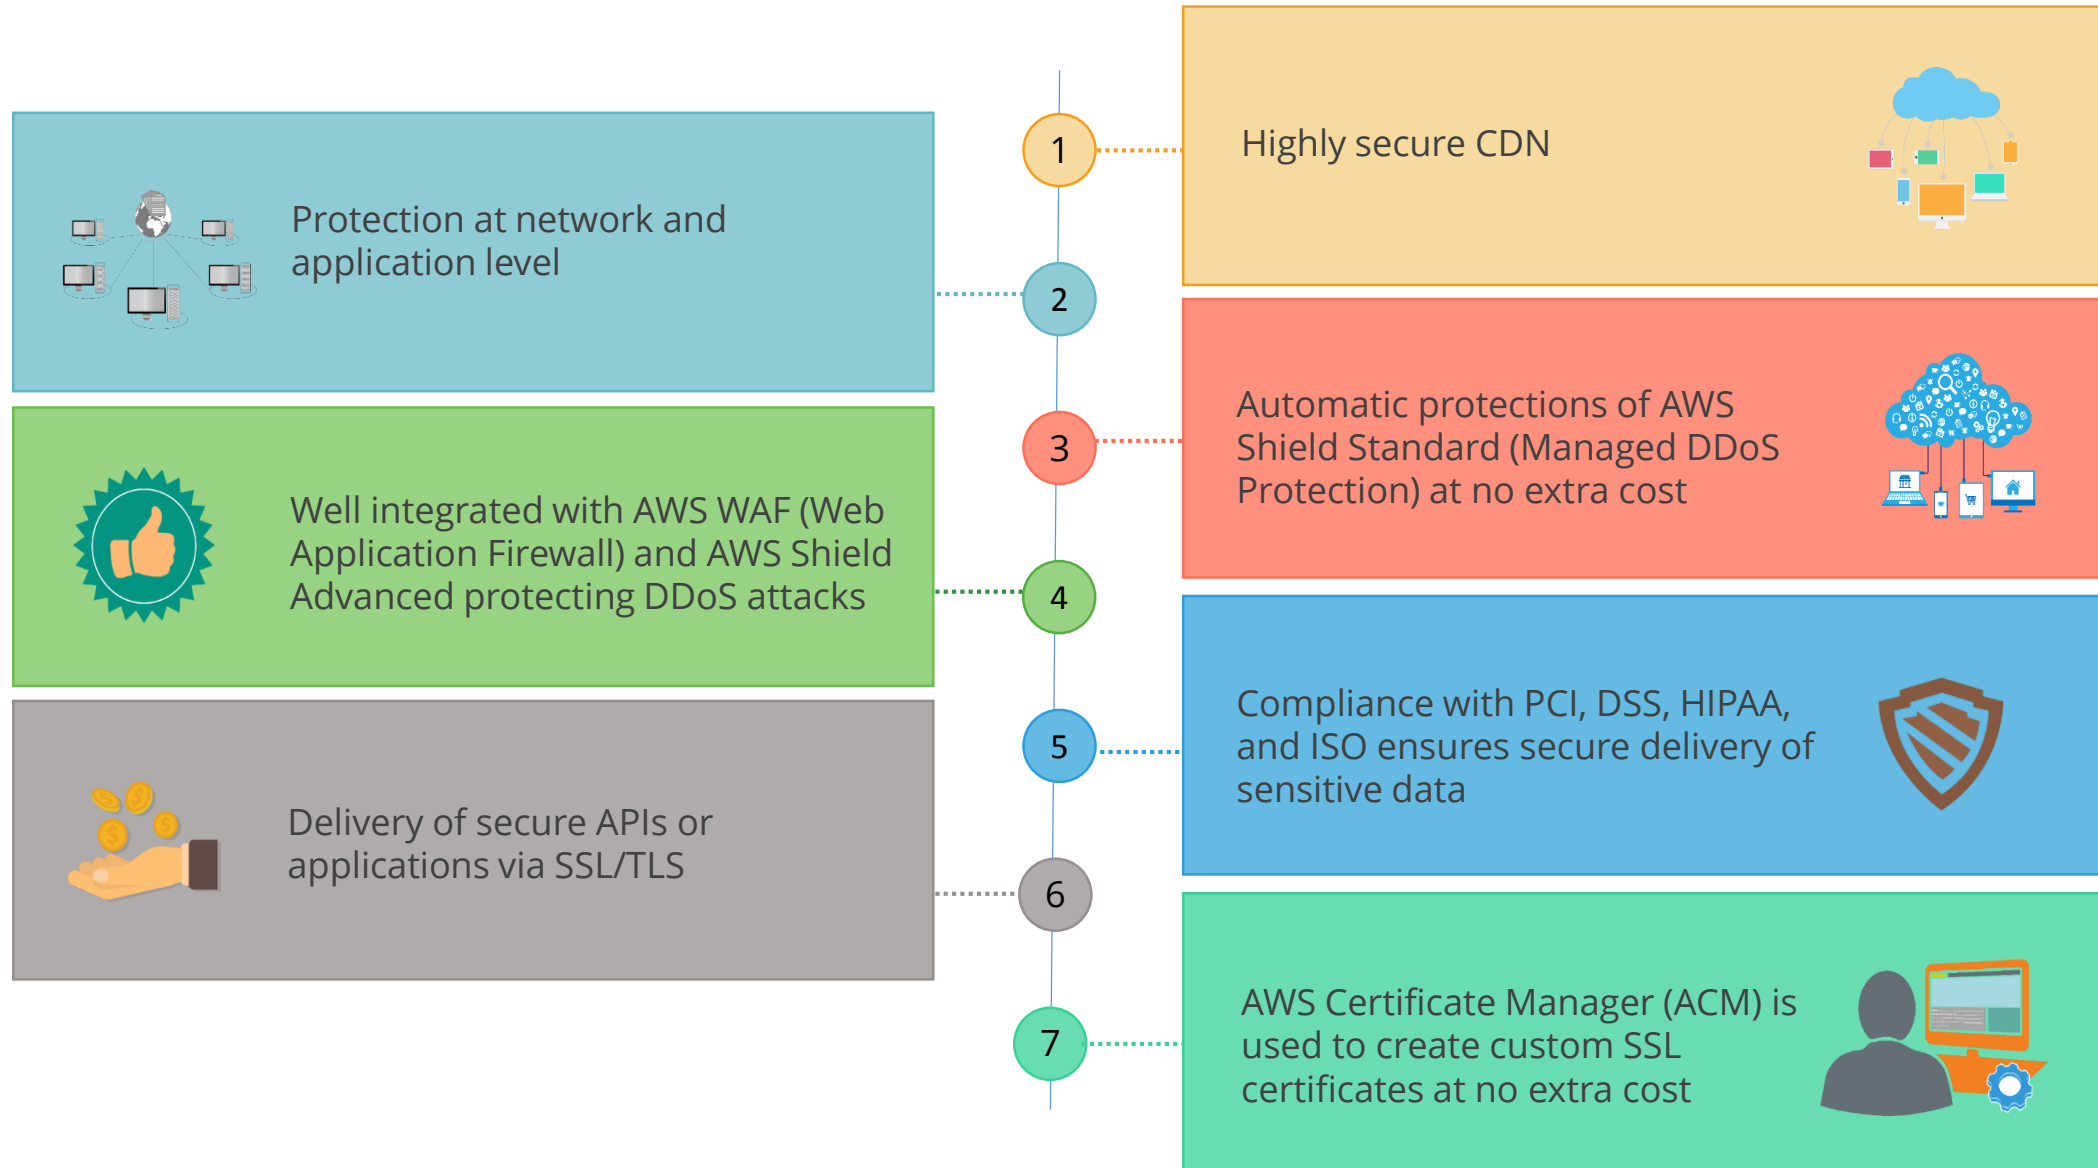 1
Highly secure CDN
Protection at network and
application level
2
3
Automatic protections of AWS
Shield Standard (Managed DDoS
Protection) at no extra cost
Well integrated with AWS WAF (Web
Application Firewall) and AWS Shield
Advanced protecting DDoS attacks
4
5
Compliance with PCI, DSS, HIPAA,
and ISO ensures secure delivery of
sensitive data
Delivery of secure APIs or
applications via SSL/TLS
6
7
AWS Certificate Manager (ACM) is
used to create custom SSL
certificates at no extra cost